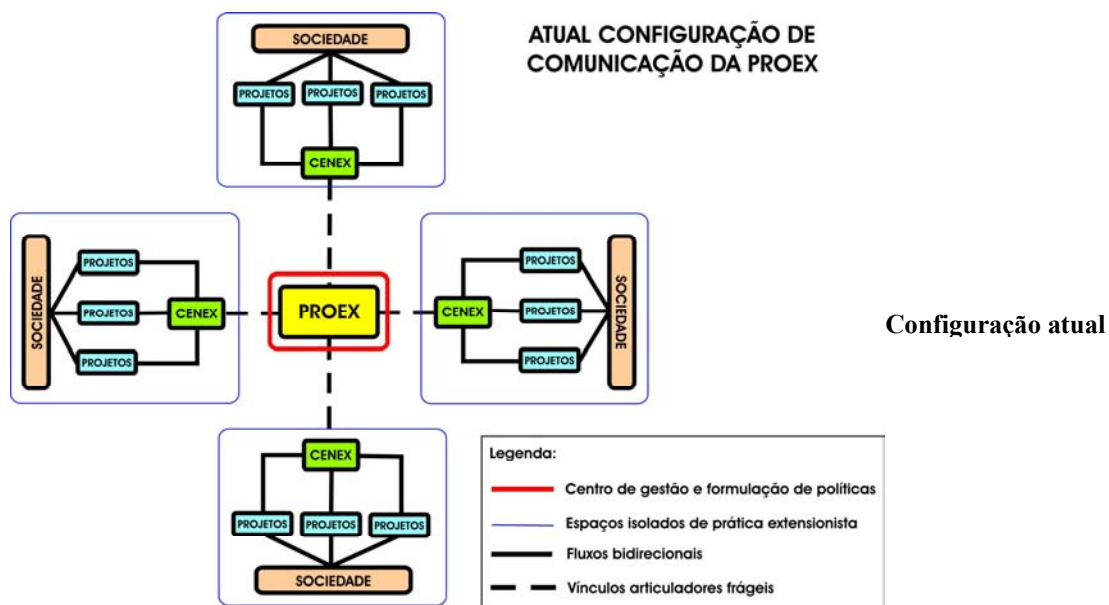 ATUAL CONFIGURAÇÃO DE
COMUNICAÇÃO DA PROEX
SOCIEDADE
PROJETOS PROJETOS PROJETOS
CENEX
SOCIEDADE
PROJETOS
PROJETOS
PROJETOS
CENEX
PROEX
CENEX
PROJETOS
PROJETOS
PROJETOS
SOCIEDADE
Configuração atual
CENEX
PROJETOS PROJETOS PROJETOS
SOCIEDADE
Legenda:
Centro de gestão e formulação de políticas
Espaços isolados de prática extensionista
Fluxos bidirecionais
Vínculos articuladores frágeis